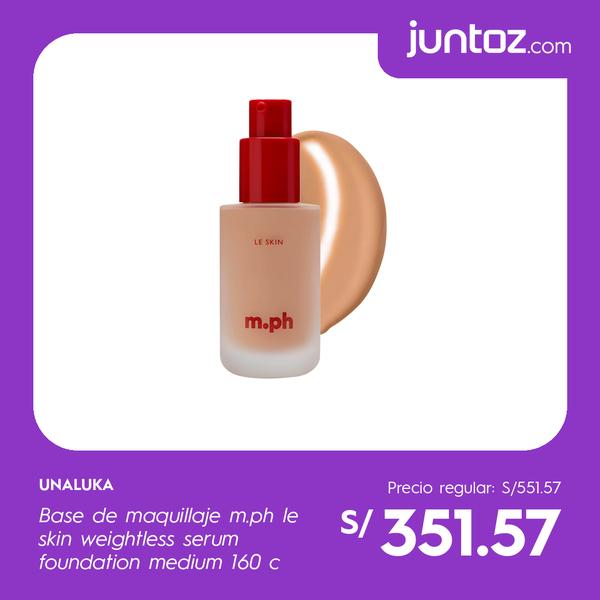 juntoz.com
LE SKIN
m.ph
UNALUKA
Base de maquillaje m.ph le
skin weightless serum
foundation medium 160 c
Precio regular: S/551.57
S/ 351.57